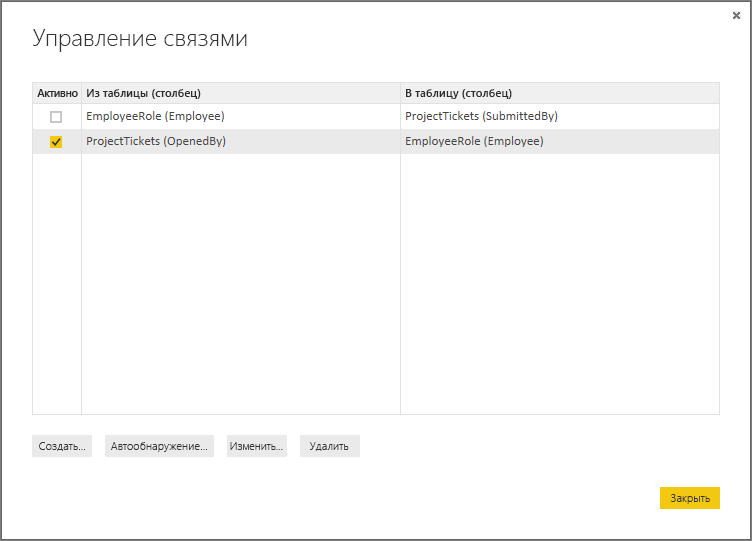 Управление связями
Активно Из таблицы (столбец) В таблицу (столбец)
EmployeeRole (Employee) ProjectTickets (SubmittedBy)
ProjectTickets (OpenedBy) EmployeeRole (Employee)
Создать... Автообнаружение... Изменить... Удалить
Закрыть